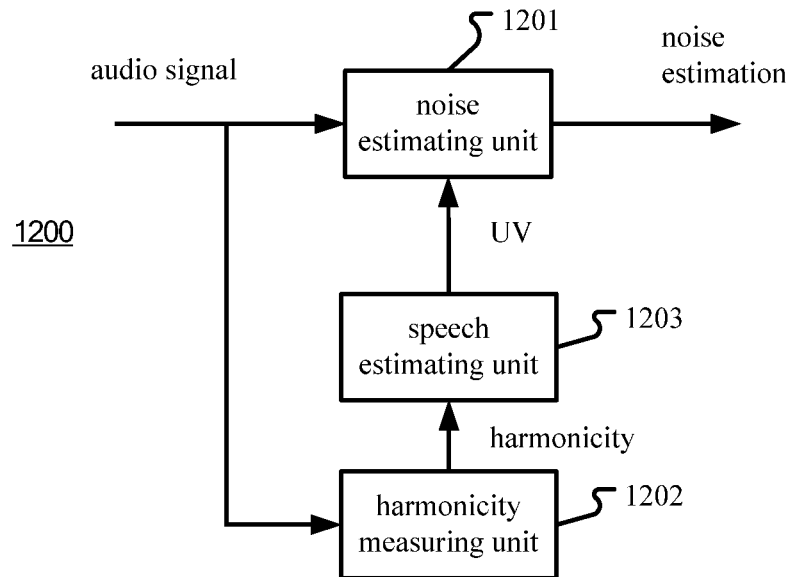 1201
noise
estimation
audio signal
noise
estimating unit
1200
UV
speech
estimating unit
1203
harmonicity
harmonicity
measuring unit
1202